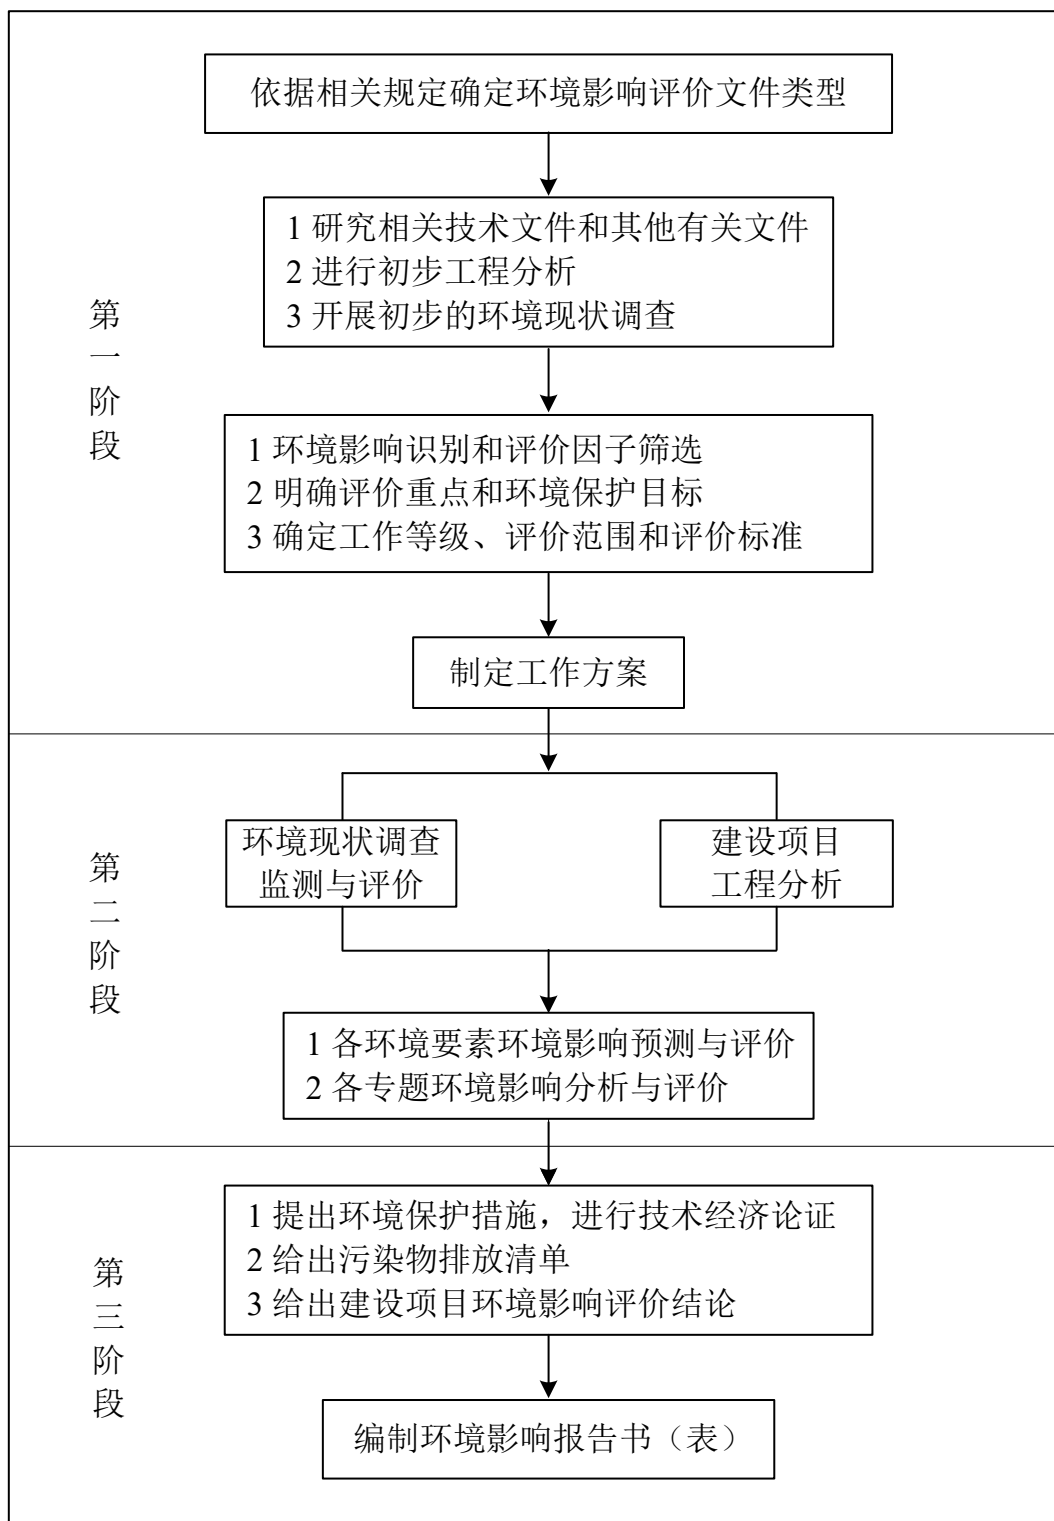 依据相关规定确定环境影响评价文件类型
1 研究相关技术文件和其他有关文件
2 进行初步工程分析
3 开展初步的环境现状调查
第
一
阶
段
1 环境影响识别和评价因子筛选
2 明确评价重点和环境保护目标
3 确定工作等级、评价范围和评价标准
制定工作方案
第
二
阶
段
环境现状调查
监测与评价
建设项目
工程分析
1 各环境要素环境影响预测与评价
2 各专题环境影响分析与评价
第
三
阶
段
1 提出环境保护措施，进行技术经济论证
2 给出污染物排放清单
3 给出建设项目环境影响评价结论
编制环境影响报告书（表）